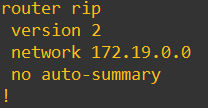 router rip
 version 2
 network 172.19.0.0
 no auto-summary
!